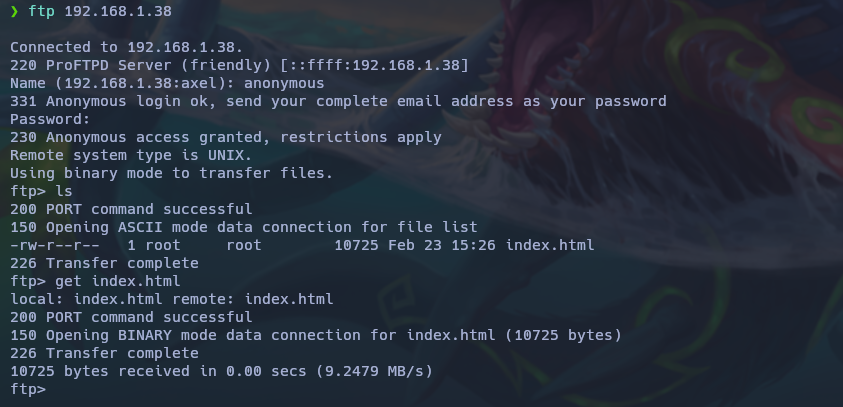 ❯ ftp 192.168.1.38
Connected to 192.168.1.38.
220 ProFTPD Server (friendly) [::ffff:192.168.1.38]
Name (192.168.1.38:axel): anonymous
331 Anonymous login ok, send your complete email address as your password
Password:
230 Anonymous access granted, restrictions apply
Remote system type is UNIX.
Using binary mode to transfer files.
ftp> ls
200 PORT command successful
150 Opening ASCII mode data connection for file list
-rw-r--r--   1 root     root        10725 Feb 23 15:26 index.html
226 Transfer complete
ftp> get index.html
local: index.html remote: index.html
200 PORT command successful
150 Opening BINARY mode data connection for index.html (10725 bytes)
226 Transfer complete
10725 bytes received in 0.00 secs (9.2479 MB/s)
ftp>